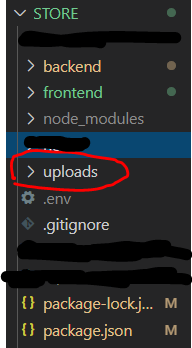 STORE
backend
frontend
node_modules
uploads
.env
.gitignore
package-lock.j...
M
package.json
M